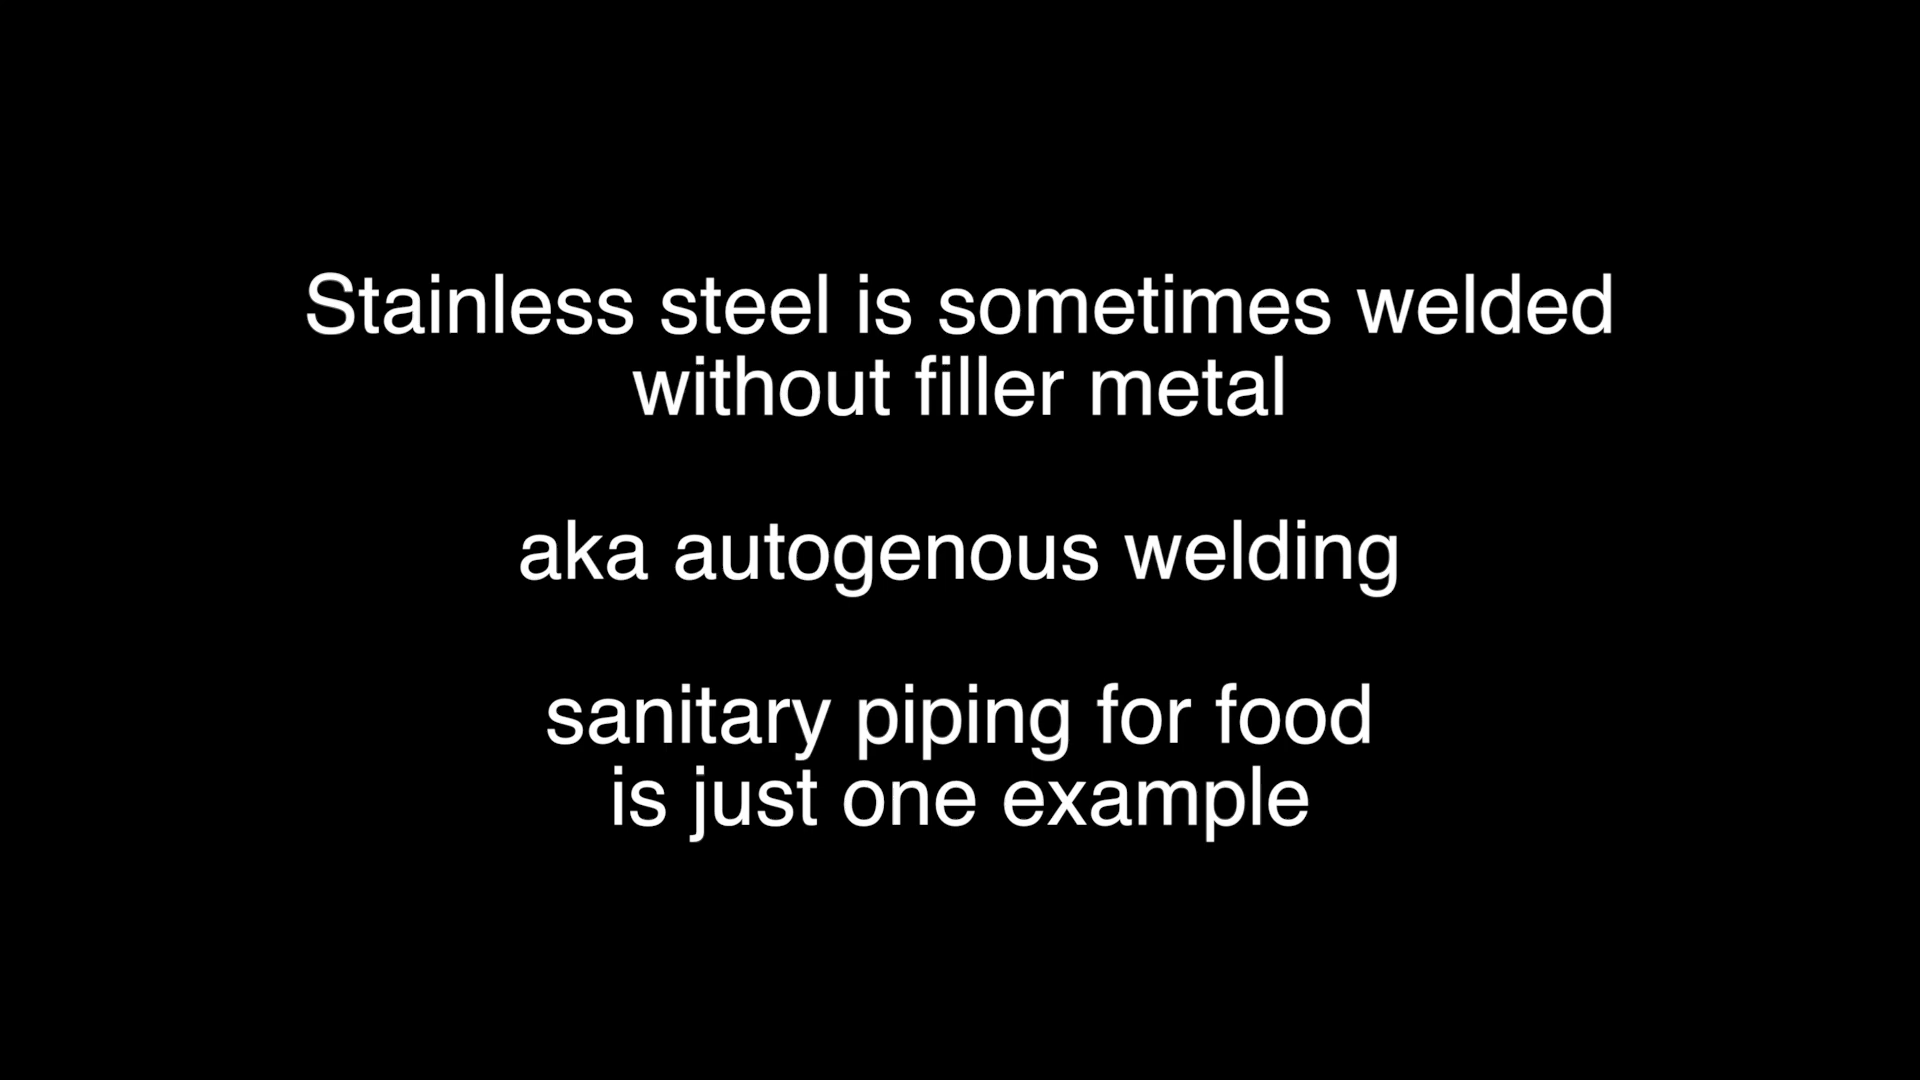 Stainless steel is sometimes welded
without filler metal
aka autogenous welding
sanitary piping for food
is just one example